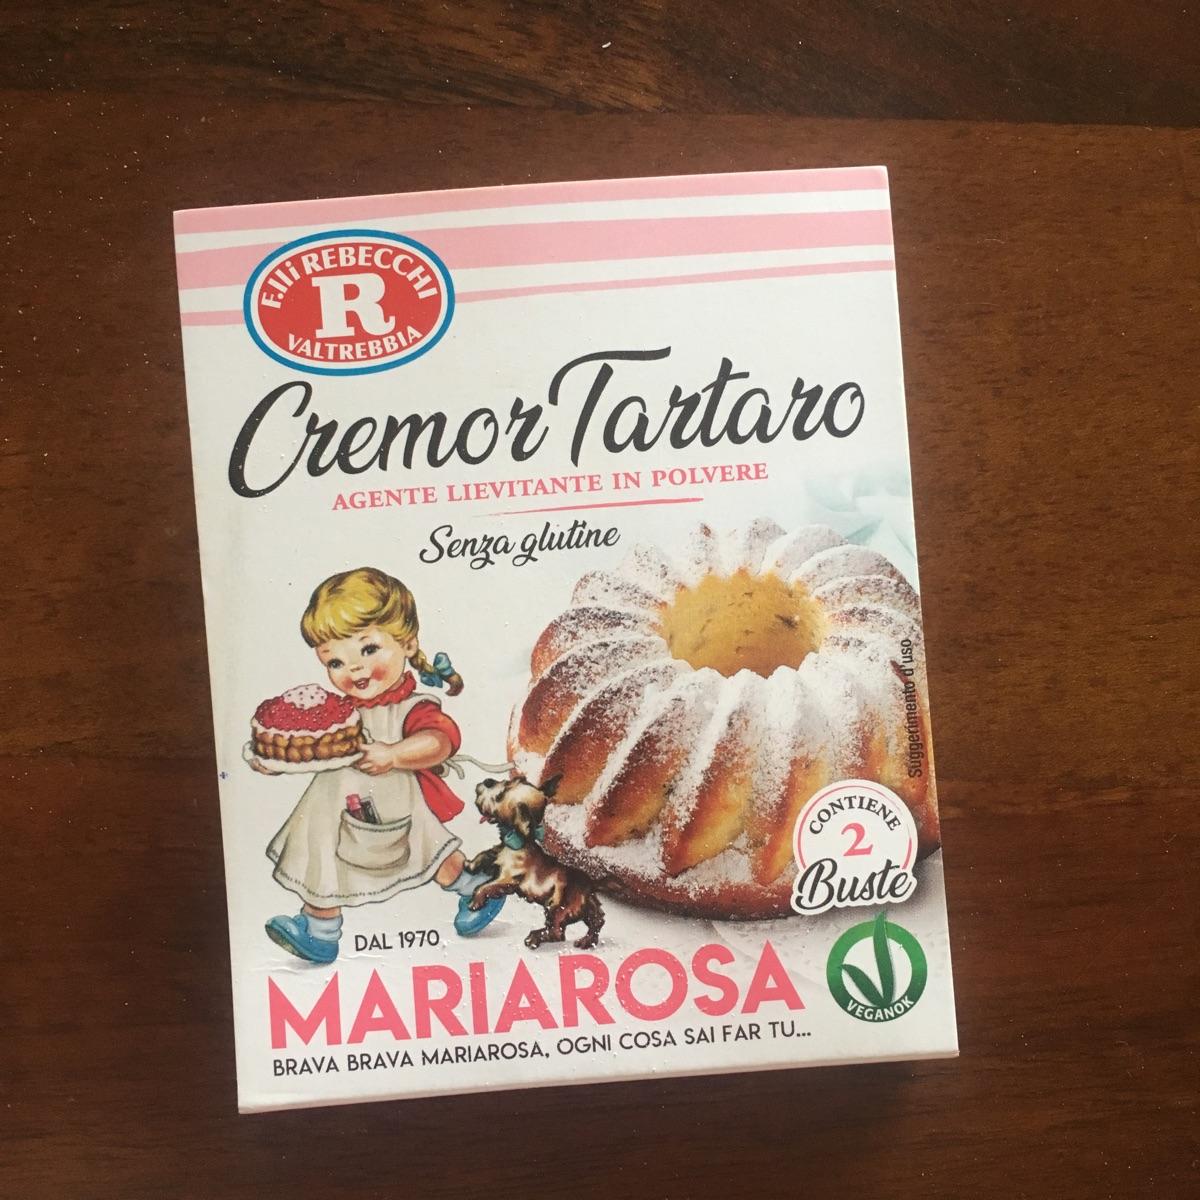 F.lli REBECCHI
R
VALTREBBIA
Cremor Tartaro
AGENTE LIEVITANTE IN POLVERE
Senza glutine
Suggerimento d'uso
CONTIENE
2
Buste
DAL 1970
MARIAROSA
VEGANOK
BRAVA BRAVA MARIAROSA, OGNI COSA SAI FAR TU...